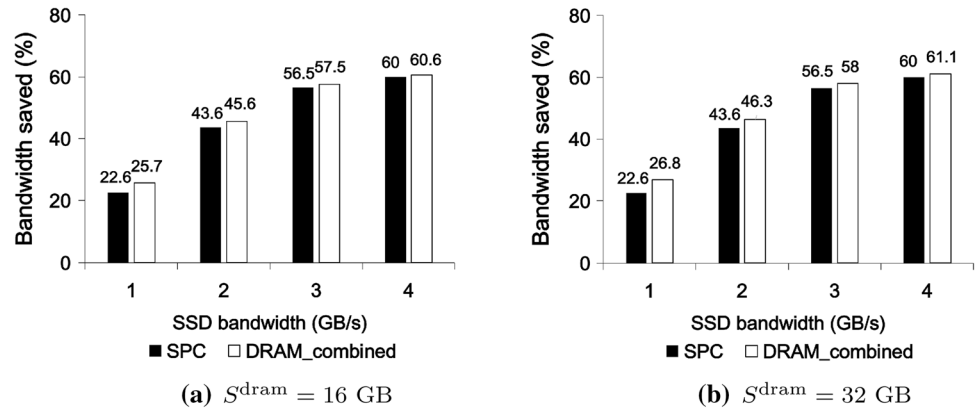 Bandwidth saved (%)
80
60
40
20
0
22.6 25.7
43.6 45.6
56.5 57.5
60 60.6
1 2 3 4
SSD bandwidth (GB/s)
SPC DRAM_combined
(a) S^dram = 16 GB
Bandwidth saved (%)
80
60
40
20
0
22.6 26.8
43.6 46.3
56.5 58
60 61.1
1 2 3 4
SSD bandwidth (GB/s)
SPC DRAM_combined
(b) S^dram = 32 GB